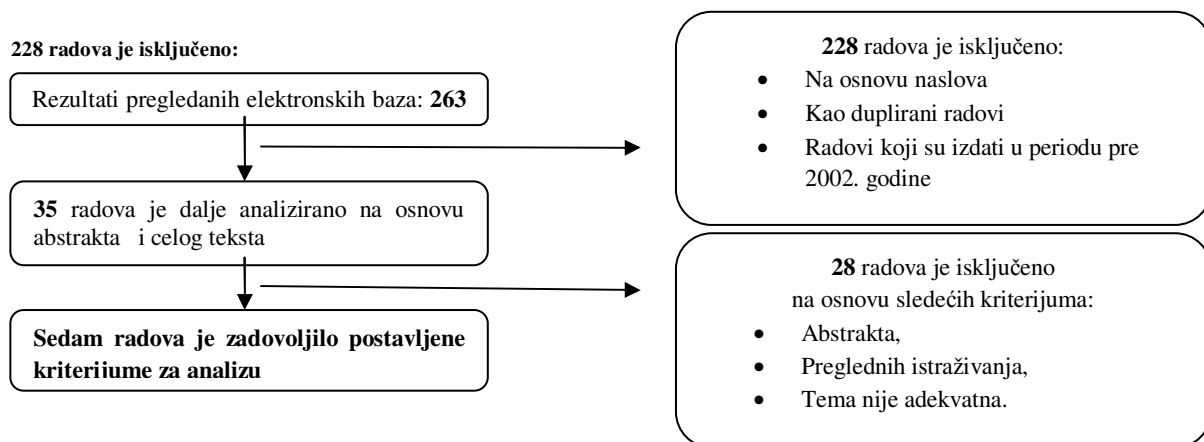 228 radova je isključeno:
Rezultati pregledanih elektronskih baza: 263
35 radova je dalje analizirano na osnovu
abstrakta i celog teksta
Sedam radova je zadovoljilo postavljene
kriterijume za analizu
228 radova je isključeno:
• Na osnovu naslova
• Kao duplirani radovi
• Radovi koji su izdati u periodu pre
2002. godine
28 radova je isključeno
na osnovu sledećih kriterijuma:
• Abstrakta,
• Preglednih istraživanja,
• Tema nije adekvatna.